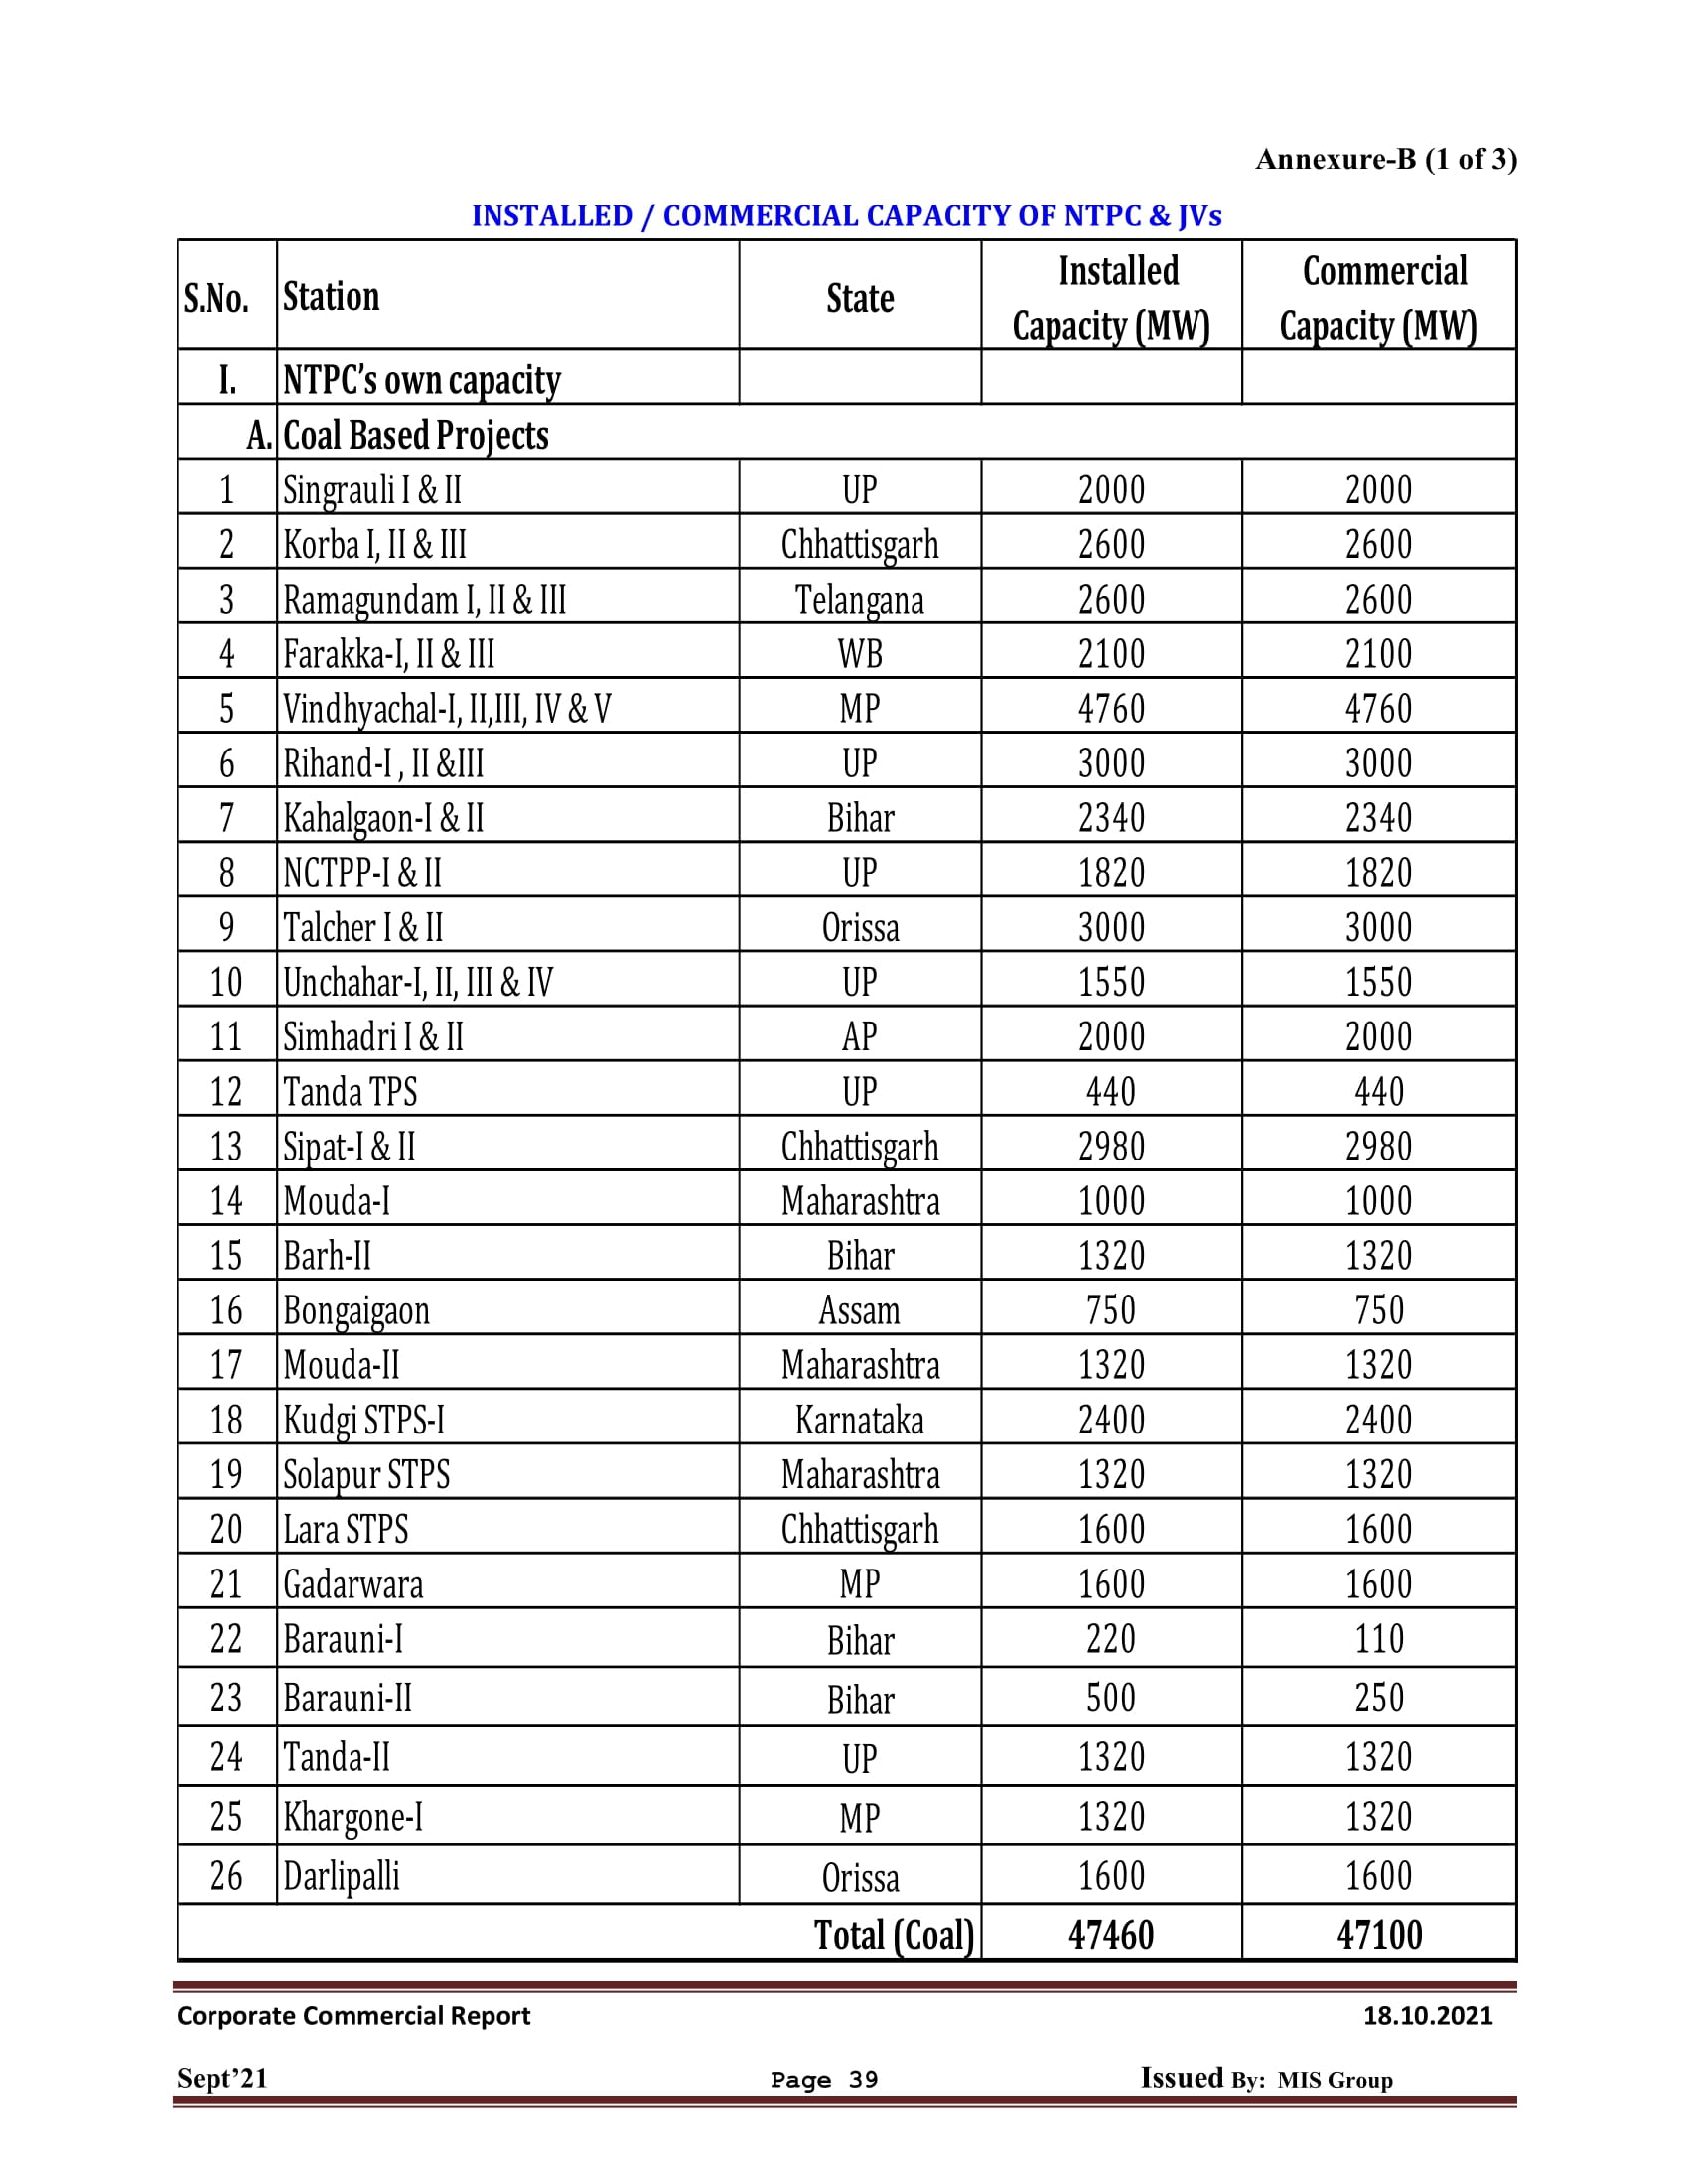 Annexure-B (1 of 3)
INSTALLED / COMMERCIAL CAPACITY OF NTPC & JVs
S.No. Station State Installed Capacity (MW) Commercial Capacity (MW)
I. NTPC’s own capacity
A. Coal Based Projects
1 Singrauli I & II UP 2000 2000
2 Korba I, II & III Chhattisgarh 2600 2600
3 Ramagundam I, II & III Telangana 2600 2600
4 Farakka-I, II & III WB 2100 2100
5 Vindhyachal-I, II,III, IV & V MP 4760 4760
6 Rihand-I , II &III UP 3000 3000
7 Kahalgaon-I & II Bihar 2340 2340
8 NCTPP-I & II UP 1820 1820
9 Talcher I & II Orissa 3000 3000
10 Unchahar-I, II, III & IV UP 1550 1550
11 Simhadri I & II AP 2000 2000
12 Tanda TPS UP 440 440
13 Sipat-I & II Chhattisgarh 2980 2980
14 Mouda-I Maharashtra 1000 1000
15 Barh-II Bihar 1320 1320
16 Bongaigaon Assam 750 750
17 Mouda-II Maharashtra 1320 1320
18 Kudgi STPS-I Karnataka 2400 2400
19 Solapur STPS Maharashtra 1320 1320
20 Lara STPS Chhattisgarh 1600 1600
21 Gadarwara MP 1600 1600
22 Barauni-I Bihar 220 110
23 Barauni-II Bihar 500 250
24 Tanda-II UP 1320 1320
25 Khargone-I MP 1320 1320
26 Darlipalli Orissa 1600 1600
Total (Coal) 47460 47100
Corporate Commercial Report 18.10.2021
Sept’21 Page 39 Issued By: MIS Group